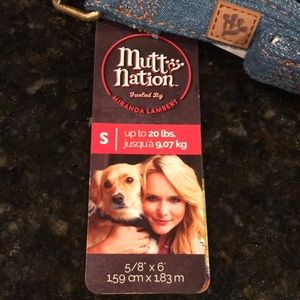 Mutt
Nation™
Fueled By
MIRANDA LAMBERT
S
up to 20 lbs.
jusqu'à 9,07 kg
5/8" x 6'
1.59 cm x 1.83 m